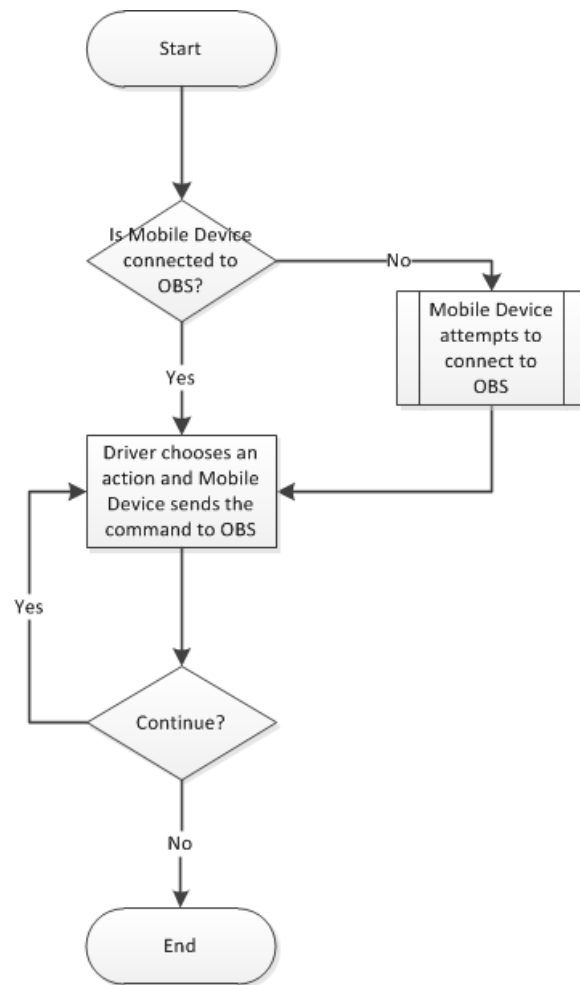 Start
Is Mobile Device
connected to
OBS?
No
Mobile Device
attempts to
connect to
OBS
Yes
Driver chooses an
action and Mobile
Device sends the
command to OBS
Yes
Continue?
No
End